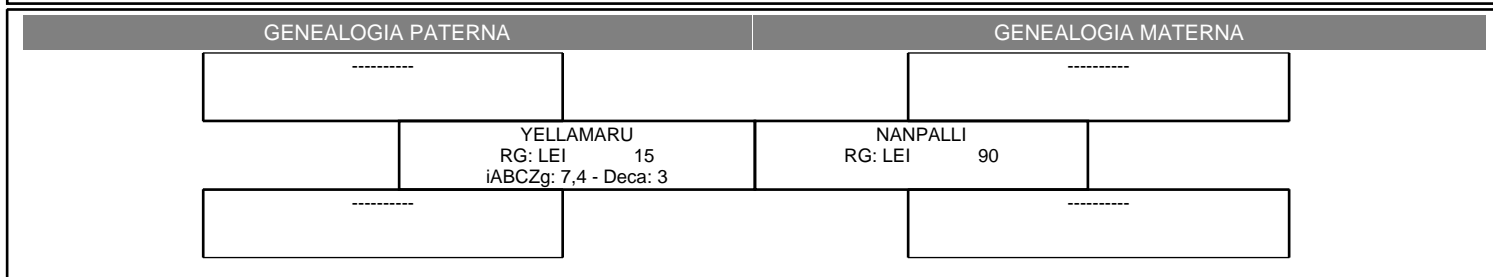 GENEALOGIA PATERNA
GENEALOGIA MATERNA
----------
----------
YELLAMARU
RG: LEI 15
iABCZg: 7,4 - Deca: 3
NANPALLI
RG: LEI 90
----------
----------